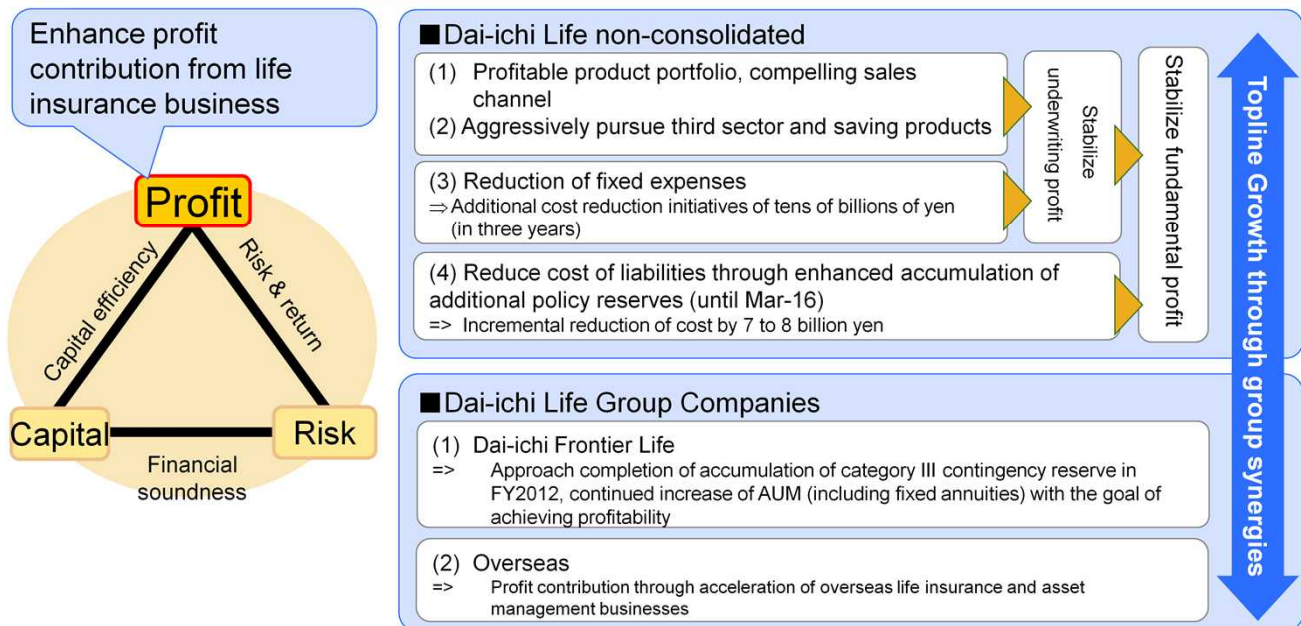 Enhance profit
contribution from life
insurance business
Profit
Capital efficiency
Risk & return
Capital
Risk
Financial
soundness
■Dai-ichi Life non-consolidated
(1) Profitable product portfolio, compelling sales
channel
(2) Aggressively pursue third sector and saving products
(3) Reduction of fixed expenses
⇒Additional cost reduction initiatives of tens of billions of yen
(in three years)
Stabilize
underwriting profit
(4) Reduce cost of liabilities through enhanced accumulation of
additional policy reserves (until Mar-16)
=> Incremental reduction of cost by 7 to 8 billion yen
Stabilize fundamental profit
■Dai-ichi Life Group Companies
(1) Dai-ichi Frontier Life
=> Approach completion of accumulation of category III contingency reserve in
FY2012, continued increase of AUM (including fixed annuities) with the goal of
achieving profitability
(2) Overseas
=> Profit contribution through acceleration of overseas life insurance and asset
management businesses
Topline Growth through group synergies